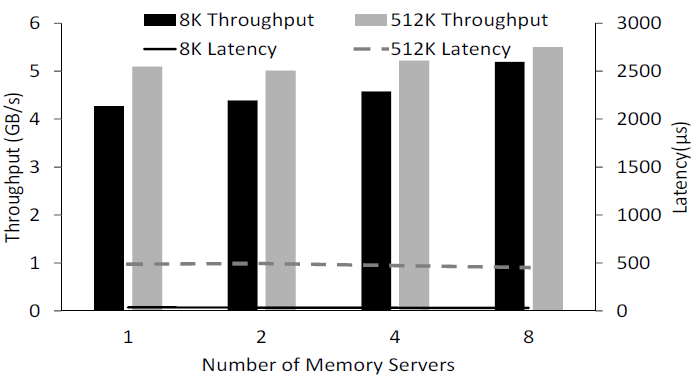 8K Throughput 512K Throughput
8K Latency 512K Latency
Throughput (GB/s)
6
5
4
3
2
1
0
3000
2500
2000
1500
1000
500
0
Latency(µs)
1 2 4 8
Number of Memory Servers